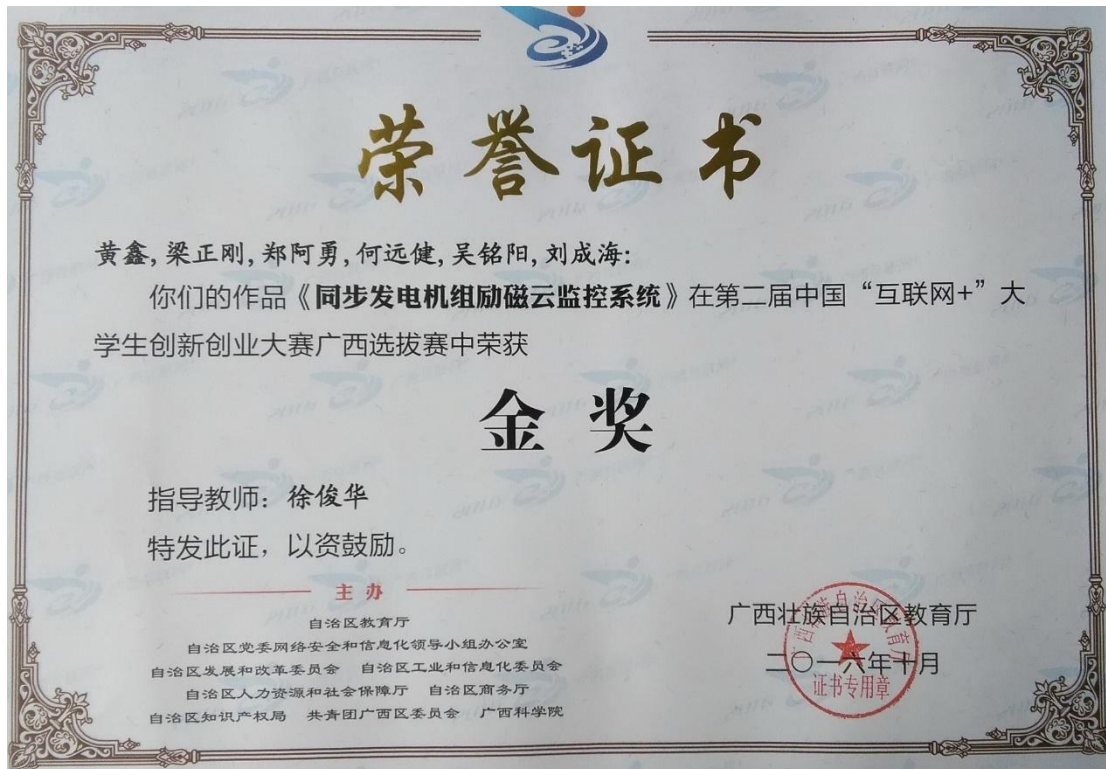 荣誉证书
黄鑫,梁正刚,郑阿勇,何远健,吴铭阳,刘成海:
你们的作品《同步发电机组励磁云监控系统》在第二届中国“互联网+”大
学生创新创业大赛广西选拔赛中荣获
金奖
指导教师：徐俊华
特发此证，以资鼓励。
主办
自治区教育厅
自治区党委网络安全和信息化领导小组办公室
自治区发展和改革委员会 自治区工业和信息化委员会
自治区人力资源和社会保障厅 自治区商务厅
自治区知识产权局 共青团广西区委员会 广西科学院
广西壮族自治区教育厅
二〇一六年十月
广西壮族自治区教育厅
证书专用章